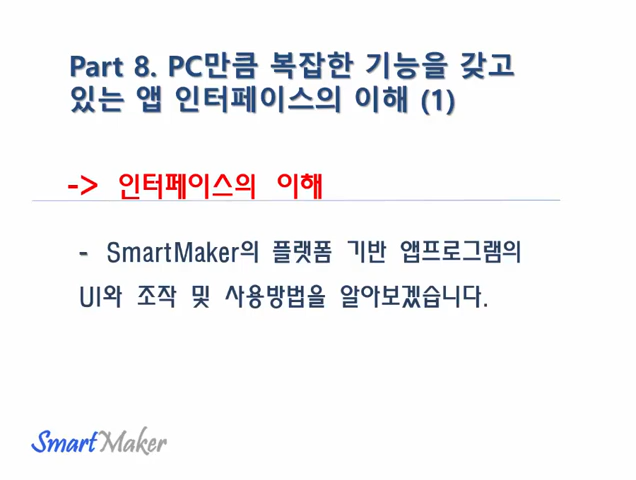 Part 8. PC만큼 복잡한 기능을 갖고
있는 앱 인터페이스의 이해 (1)
-> 인터페이스의 이해
- SmartMaker의 플랫폼 기반 앱프로그램의
UI와 조작 및 사용방법을 알아보겠습니다.
SmartMaker